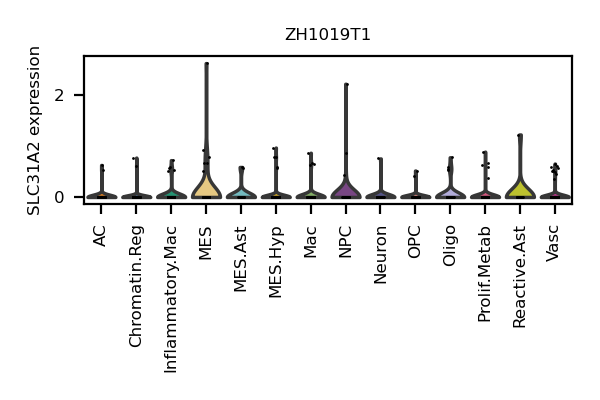 ZH1019T1
SLC31A2 expression
2
0
AC
Chromatin.Reg
Inflammatory.Mac
MES
MES.Ast
MES.Hyp
Mac
NPC
Neuron
OPC
Oligo
Prolif.Metab
Reactive.Ast
Vasc